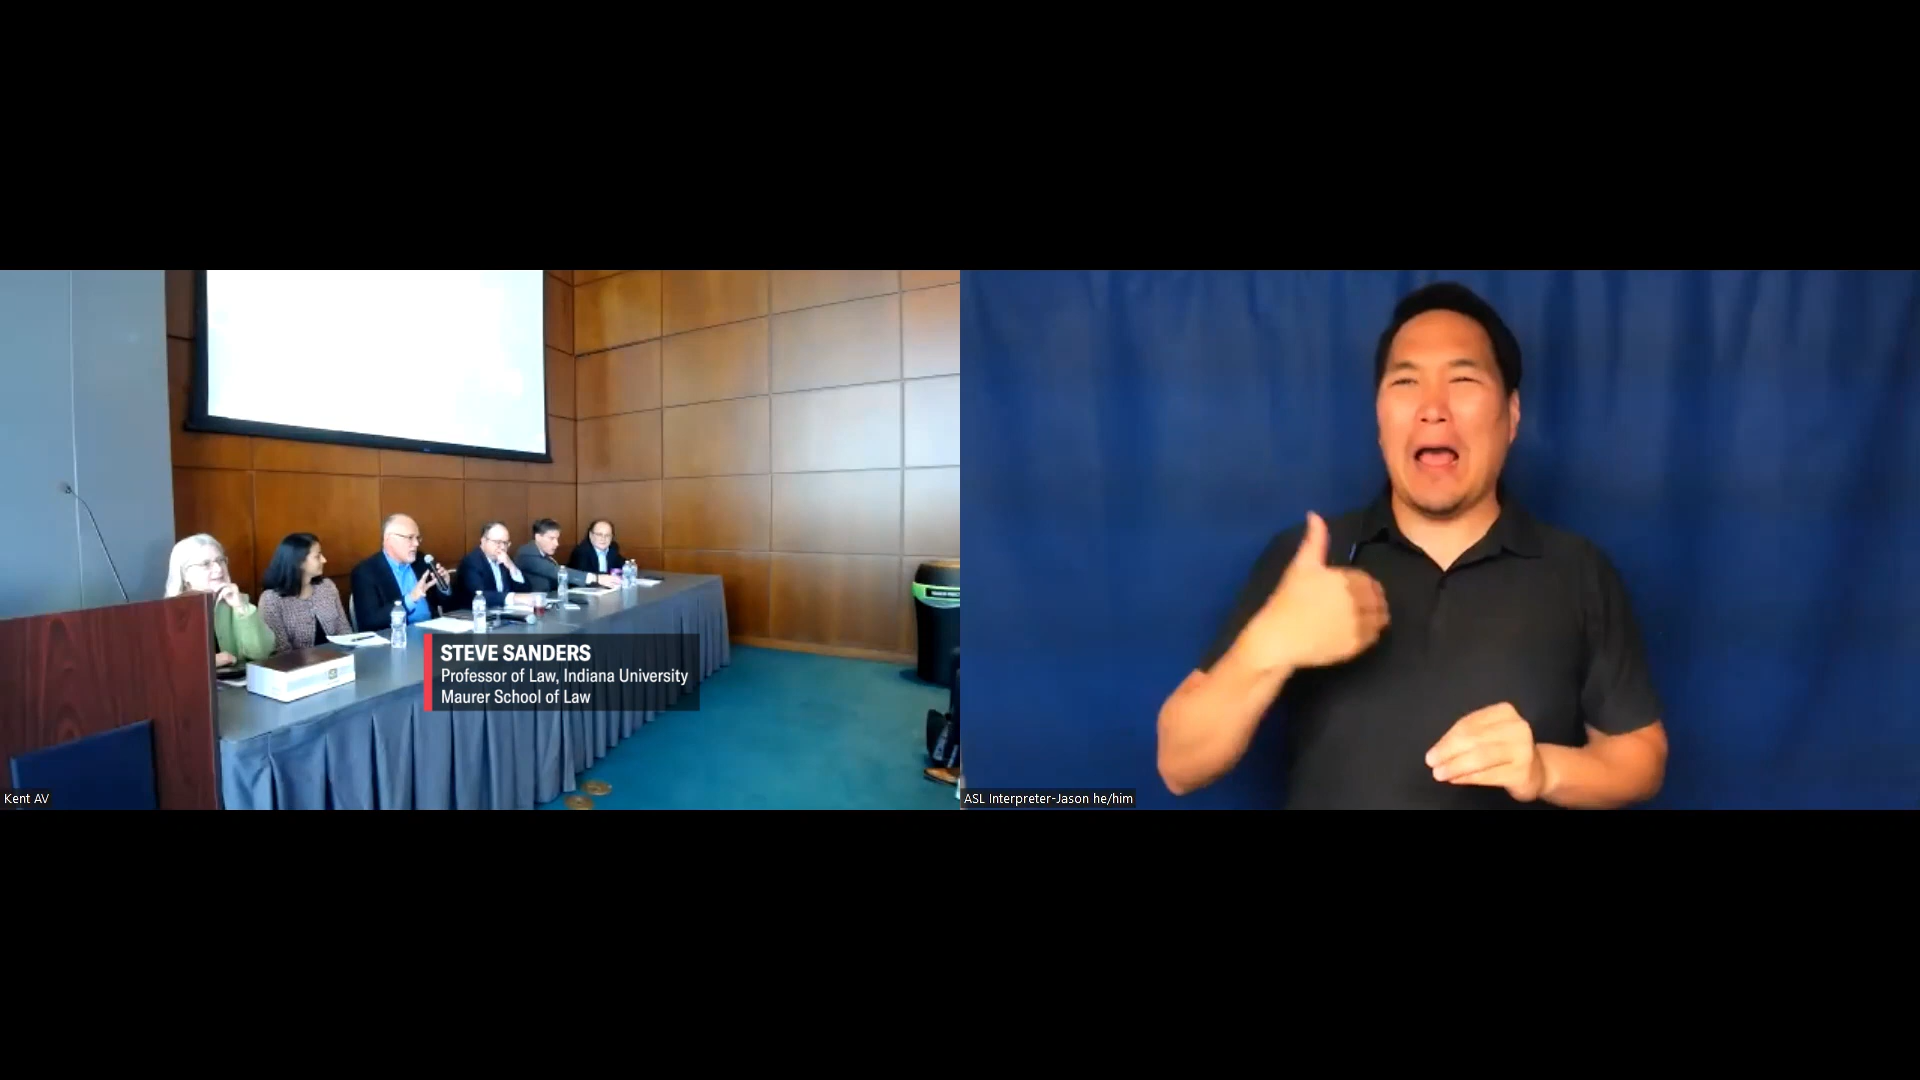 STEVE SANDERS
Professor of Law, Indiana University
Maurer School of Law
Kent AV
ASL Interpreter-Jason he/him